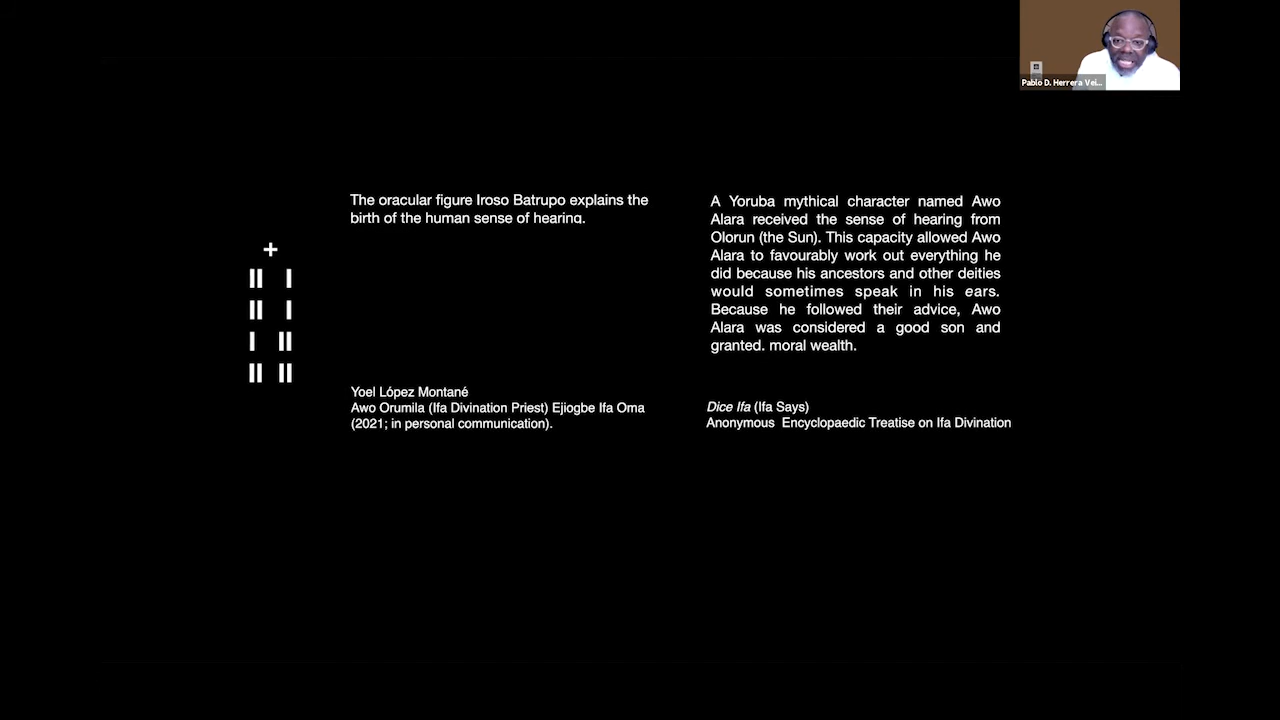 Pablo D. Herrera Vei...
The oracular figure Iroso Batrupo explains the
birth of the human sense of hearing.
+
II I
II I
I II
II II
Yoel López Montané
Awo Orumila (Ifa Divination Priest) Ejiogbe Ifa Oma
(2021; in personal communication).
A Yoruba mythical character named Awo
Alara received the sense of hearing from
Olorun (the Sun). This capacity allowed Awo
Alara to favourably work out everything he
did because his ancestors and other deities
would sometimes speak in his ears.
Because he followed their advice, Awo
Alara was considered a good son and
granted. moral wealth.
Dice Ifa (Ifa Says)
Anonymous Encyclopaedic Treatise on Ifa Divination